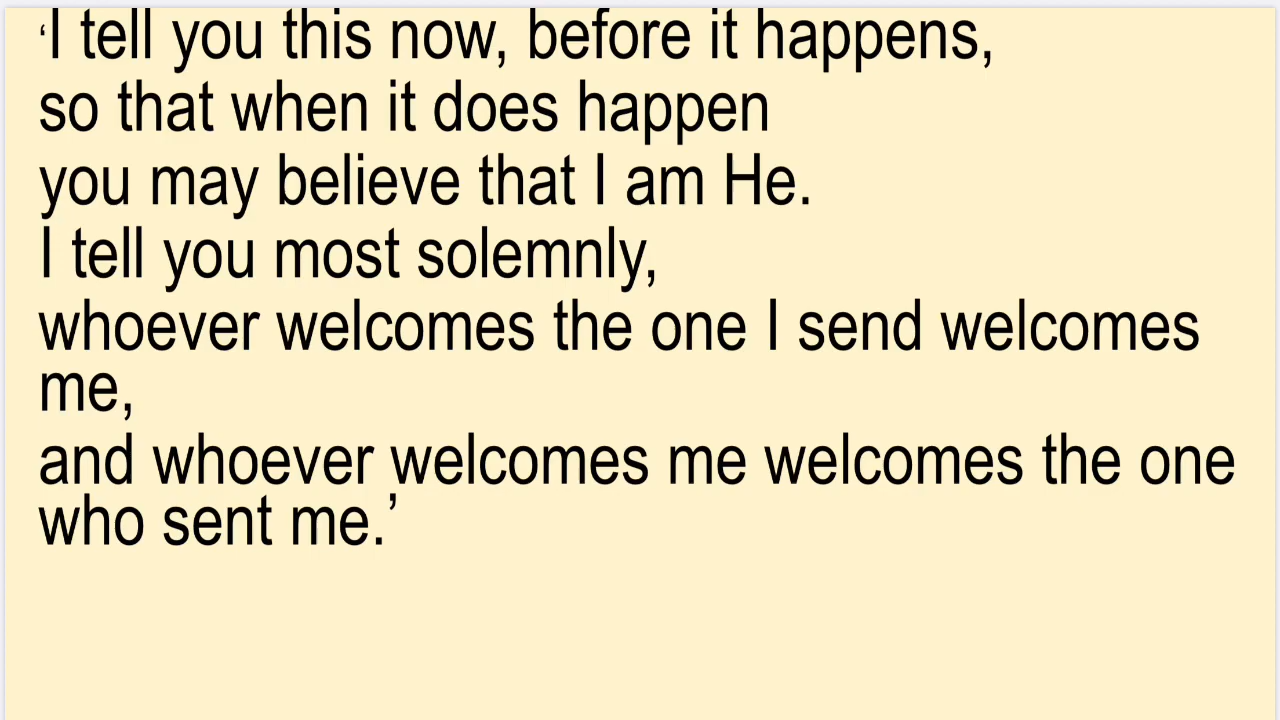 ‘I tell you this now, before it happens,
so that when it does happen
you may believe that I am He.
I tell you most solemnly,
whoever welcomes the one I send welcomes
me,
and whoever welcomes me welcomes the one
who sent me.’